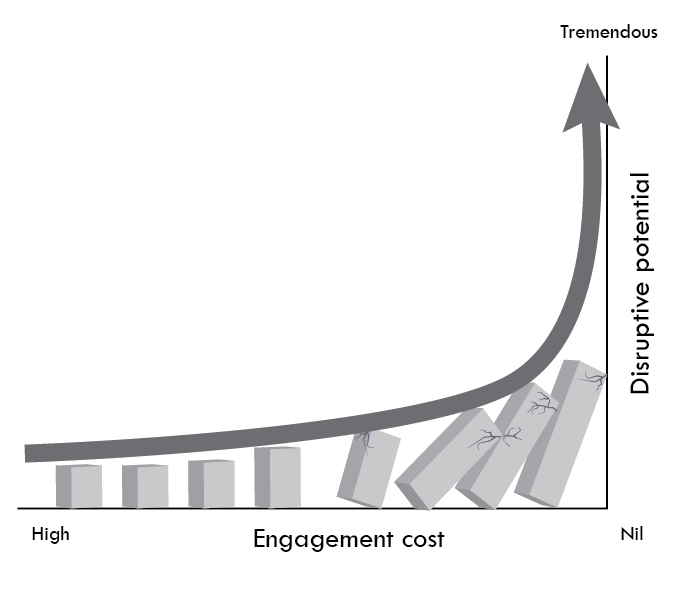 Tremendous
Disruptive potential
High
Engagement cost
Nil